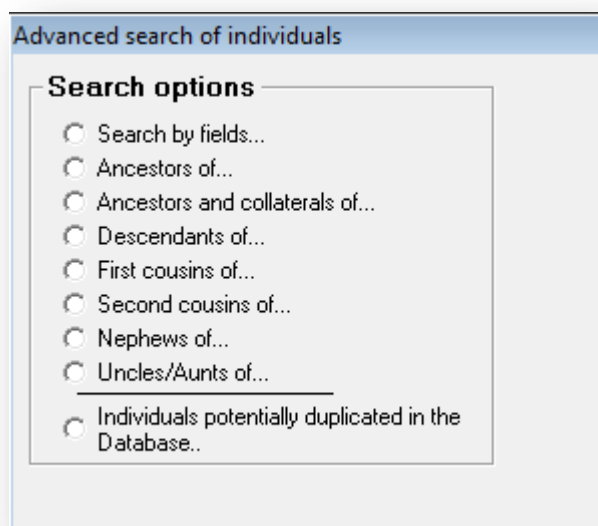 Advanced search of individuals
Search options
Search by fields...
Ancestors of...
Ancestors and collaterals of...
Descendants of...
First cousins of...
Second cousins of...
Nephews of...
Uncles/Aunts of...
Individuals potentially duplicated in the
Database..